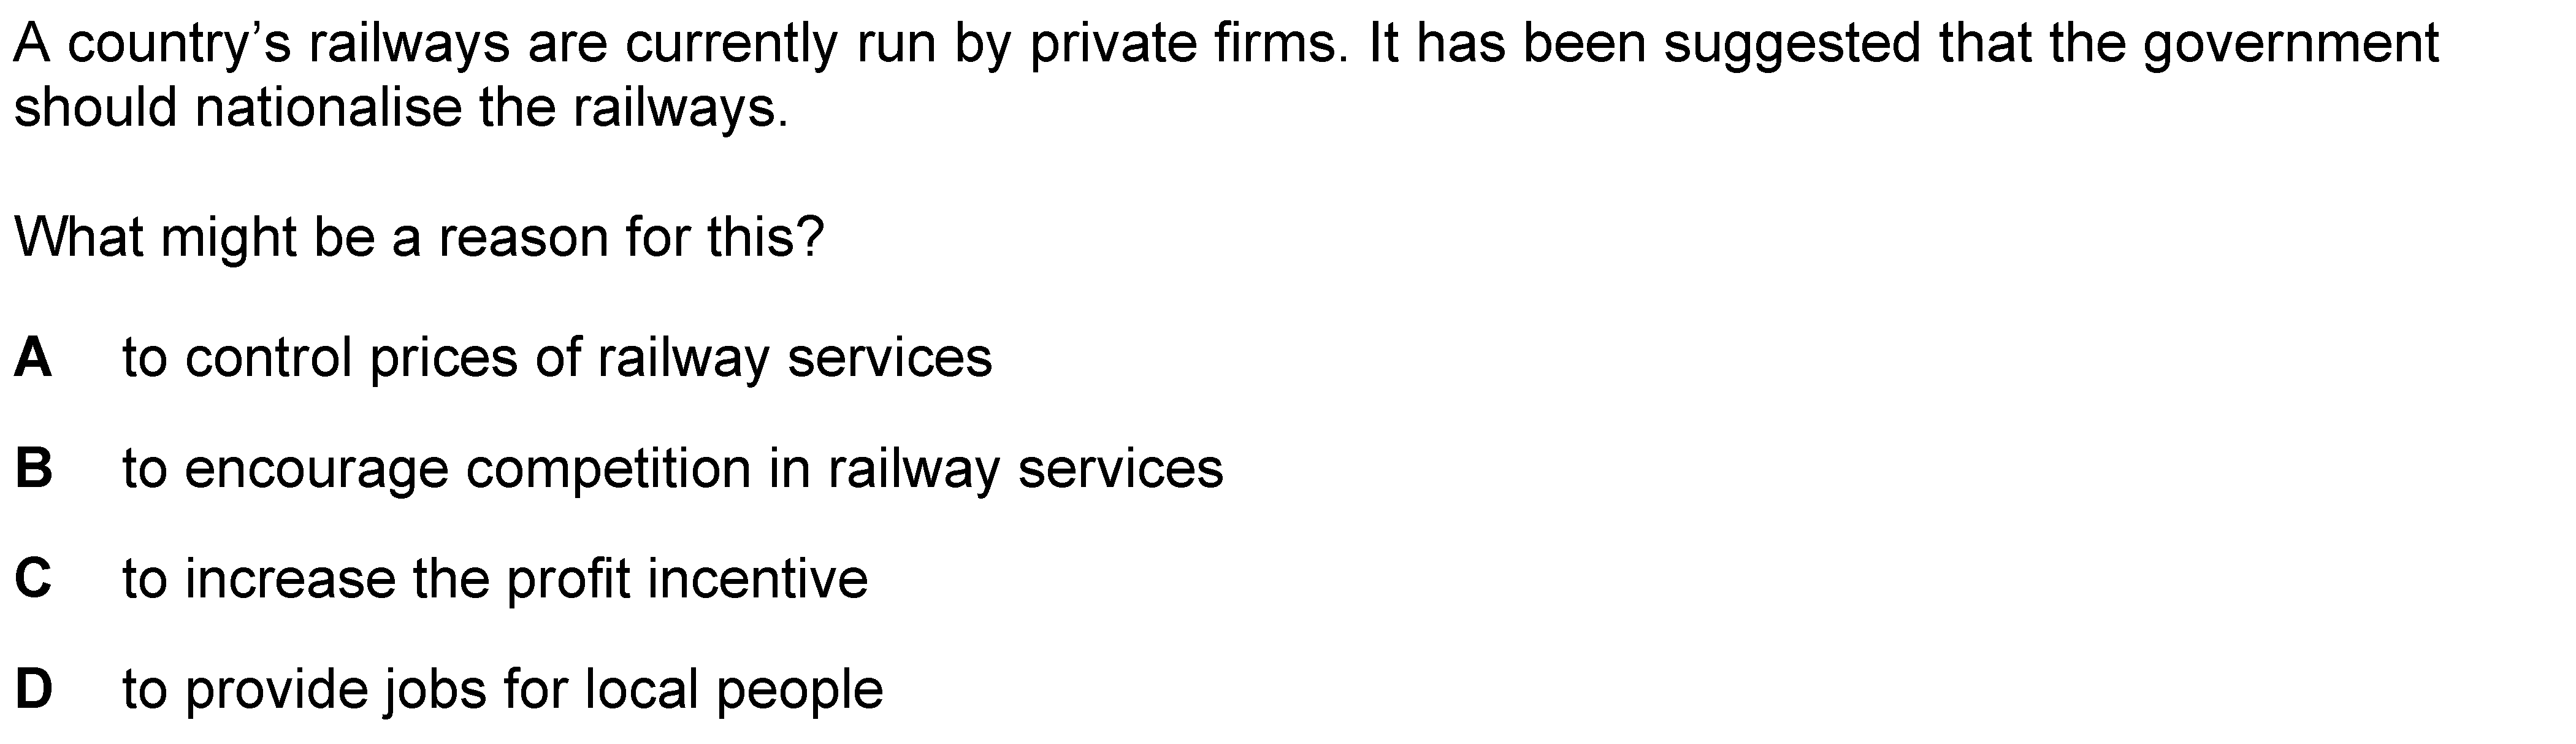 A country’s railways are currently run by private firms. It has been suggested that the government
should nationalise the railways.
What might be a reason for this?
A to control prices of railway services
B to encourage competition in railway services
C to increase the profit incentive
D to provide jobs for local people